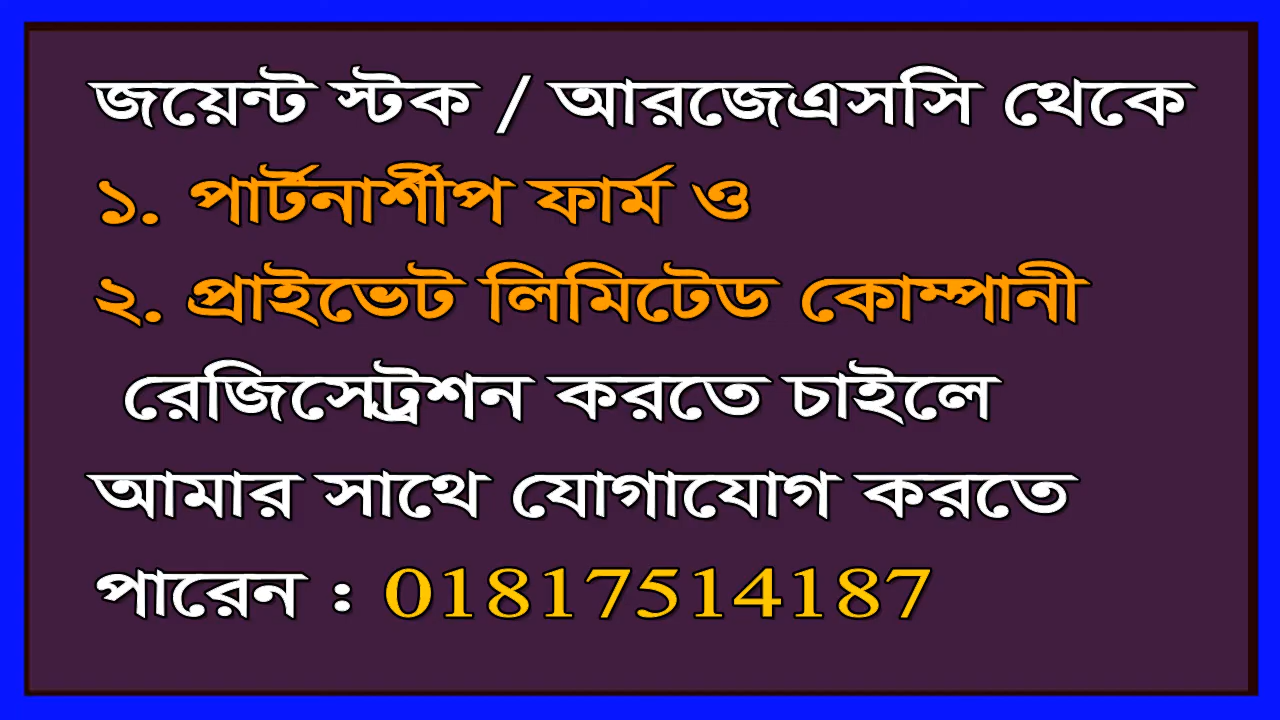 জয়েন্ট স্টক / আরজেএসসি থেকে
১. পার্টনার্শীপ ফার্ম ও
২. প্রাইভেট লিমিটেড কোম্পানী
রেজিস্ট্রেশন করতে চাইলে
আমার সাথে যোগাযোগ করতে
পারেন : 01817514187